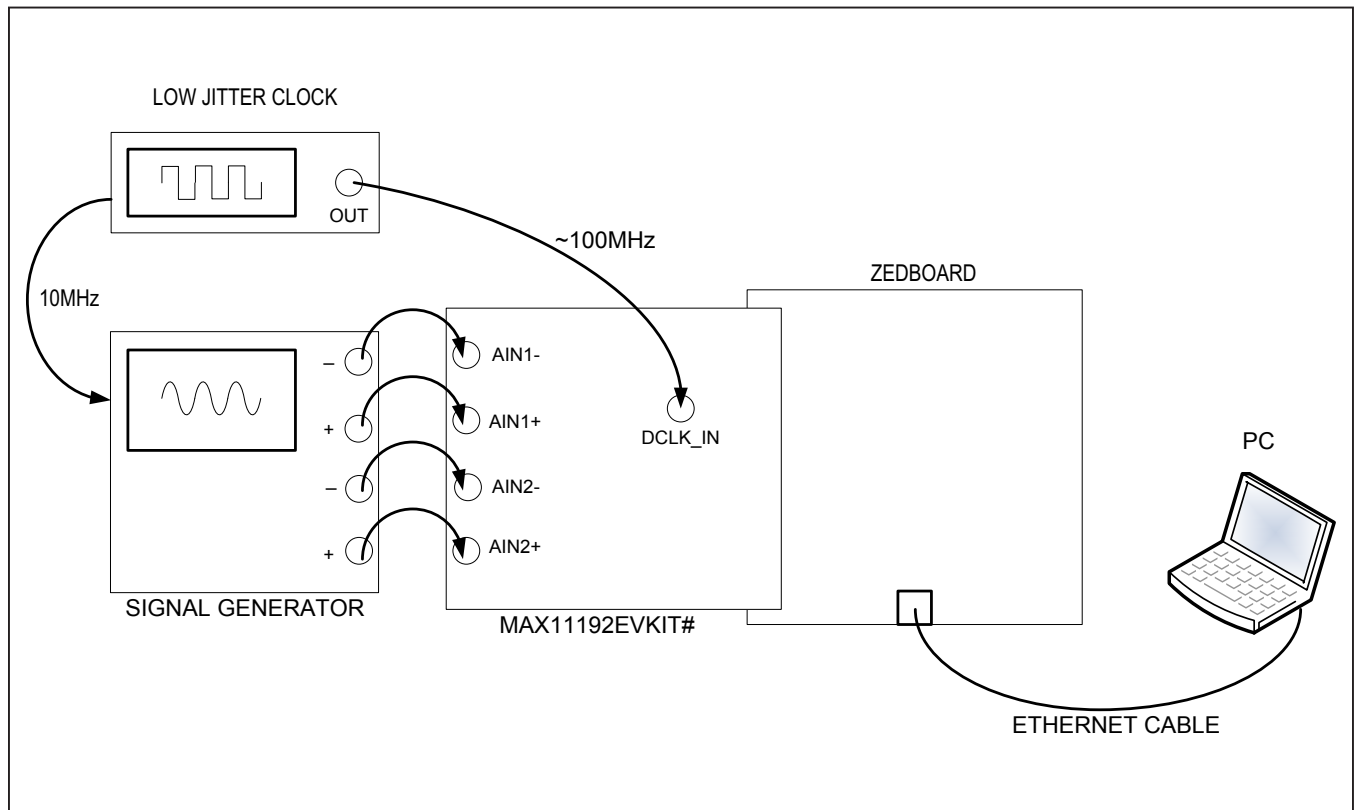 LOW JITTER CLOCK
OUT
~100MHz
ZEDBOARD
10MHz
–
AIN1-
+
AIN1+
DCLK_IN
PC
–
AIN2-
+
AIN2+
SIGNAL GENERATOR
MAX11192EVKIT#
ETHERNET CABLE